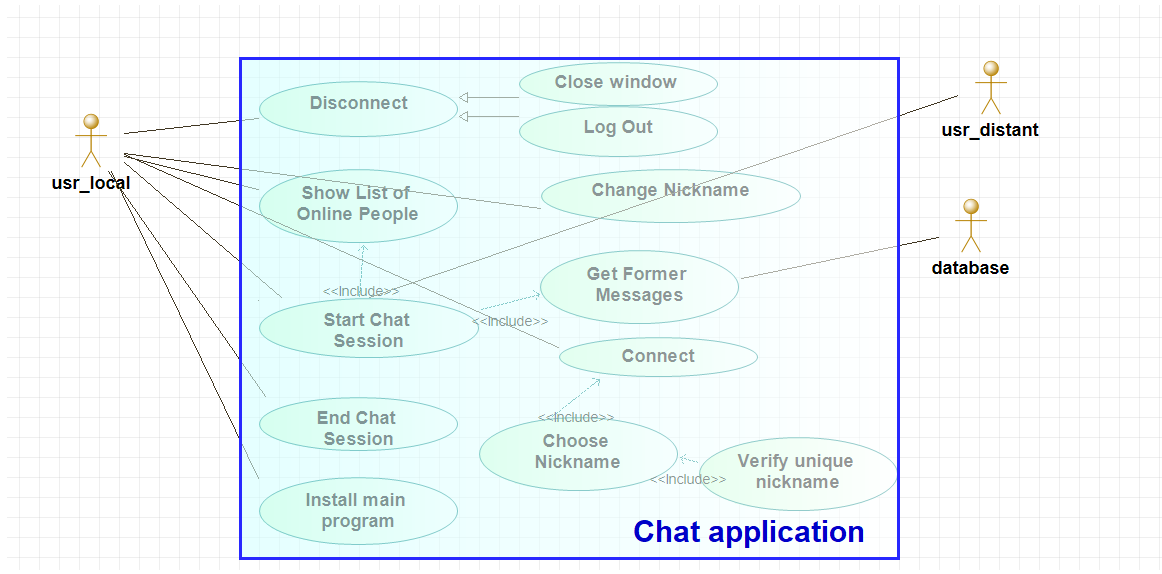 Close window
Disconnect
Log Out
usr_distant
usr_local
Show List of
Online People
Change Nickname
database
Get Former
Messages
<<Include>>
Start Chat
Session
<<Include>>
Connect
End Chat
Session
<<Include>>
Choose
Nickname
Verify unique
nickname
<<Include>>
Install main
program
Chat application